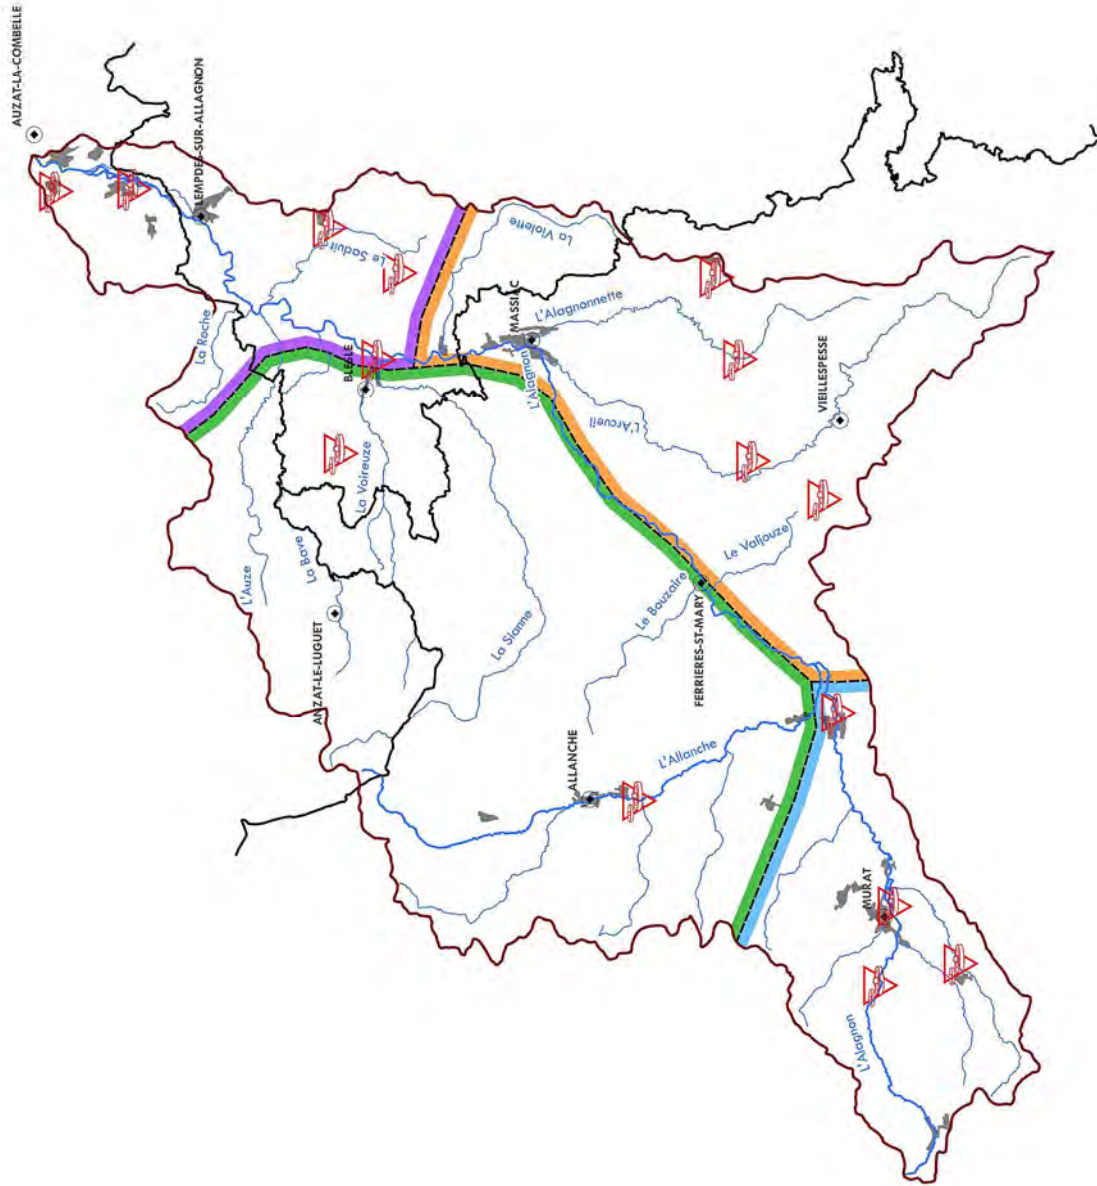 AUZAT-LA-COMBELLE
LEMPDES-SUR-ALLAGNON
Le Saduit
La Violette
La Roche
MASSIAC
L'Alagnonnette
BLESLE
L'Alagnon
L'Arcueil
VIEILLESPESSE
La Voireuze
La Bave
L'Auze
ANZAT-LE-LUGUET
La Sianne
Le Valjouze
Le Bouzaire
FERRIERES-ST-MARY
L'Allanche
ALLANCHE
MURAT
L'Alagnon